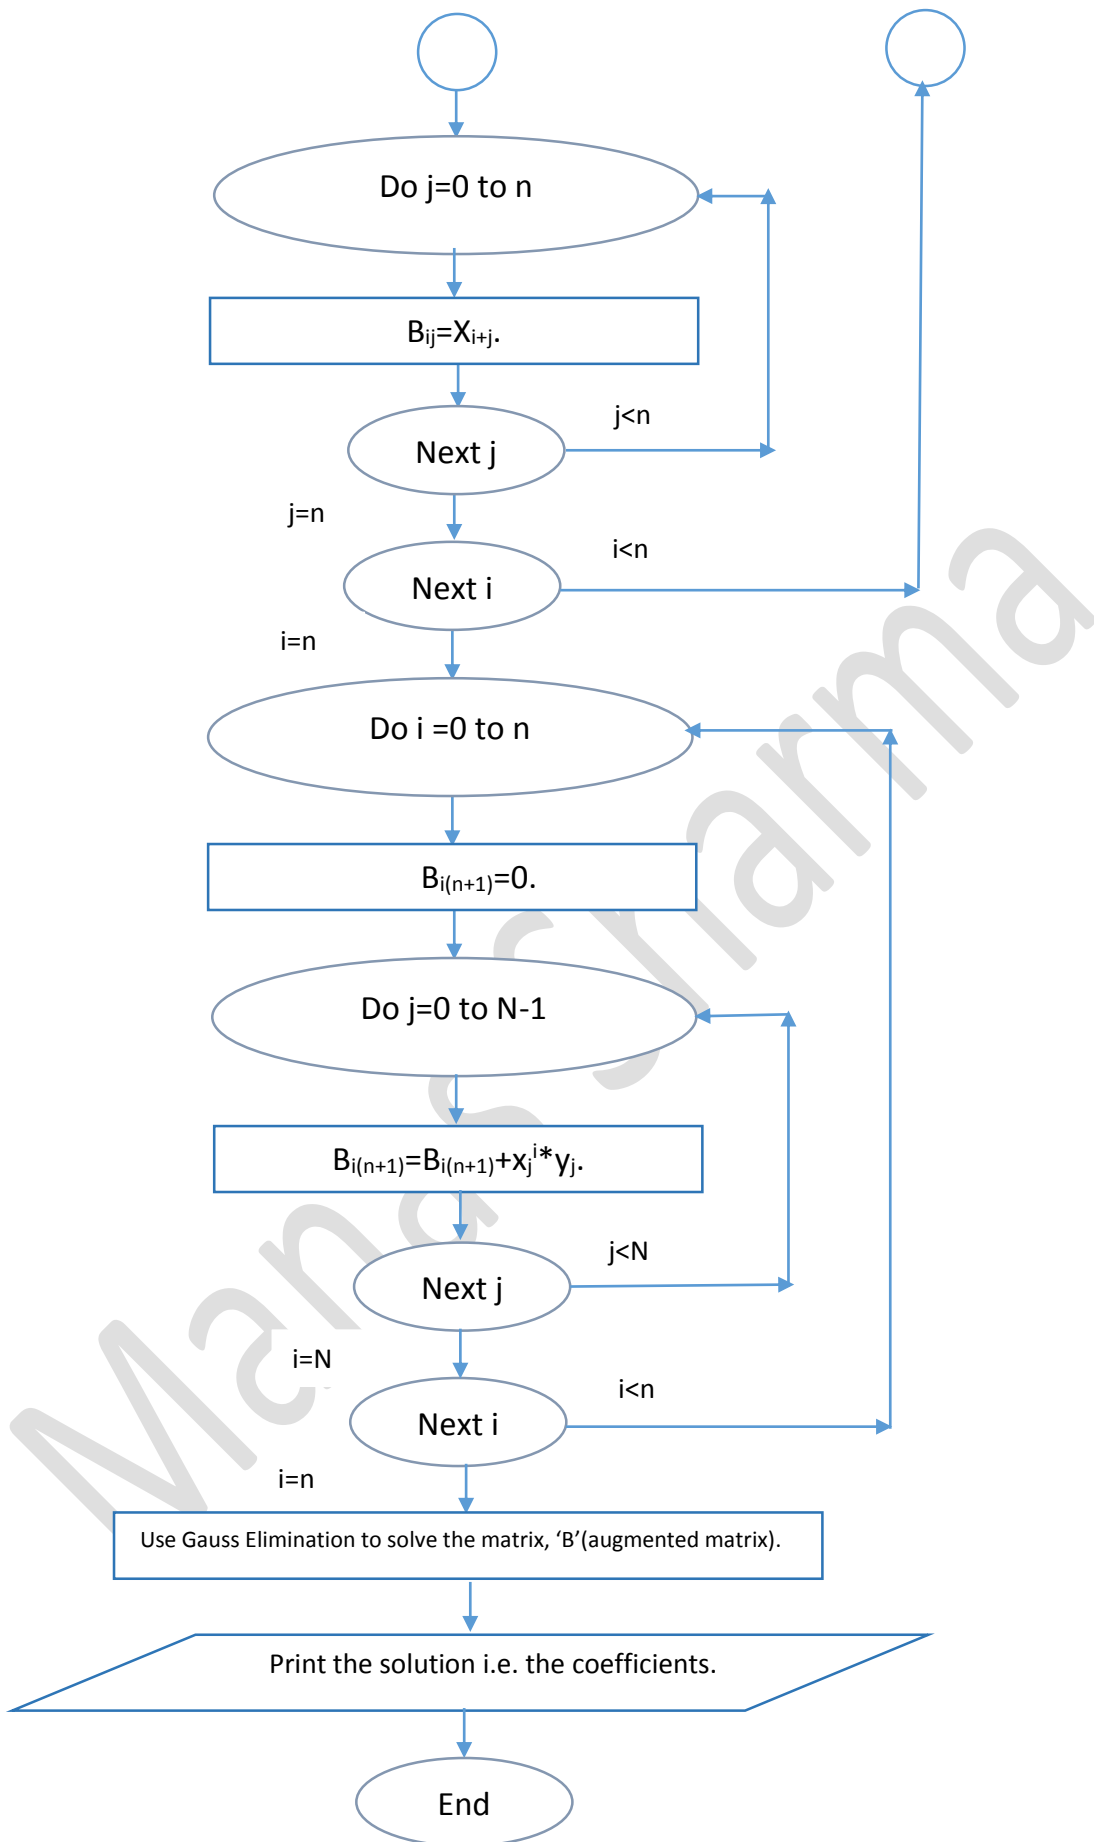 Do j=0 to n
Bij=Xi+j.
j<n
Next j
j=n
i<n
Next i
i=n
Do i =0 to n
Bi(n+1)=0.
Do j=0 to N-1
Bi(n+1)=Bi(n+1)+xjⁱ*yj.
j<N
Next j
i=N
i<n
Next i
i=n
Use Gauss Elimination to solve the matrix, ‘B’(augmented matrix).
Print the solution i.e. the coefficients.
End
Manas Sharma